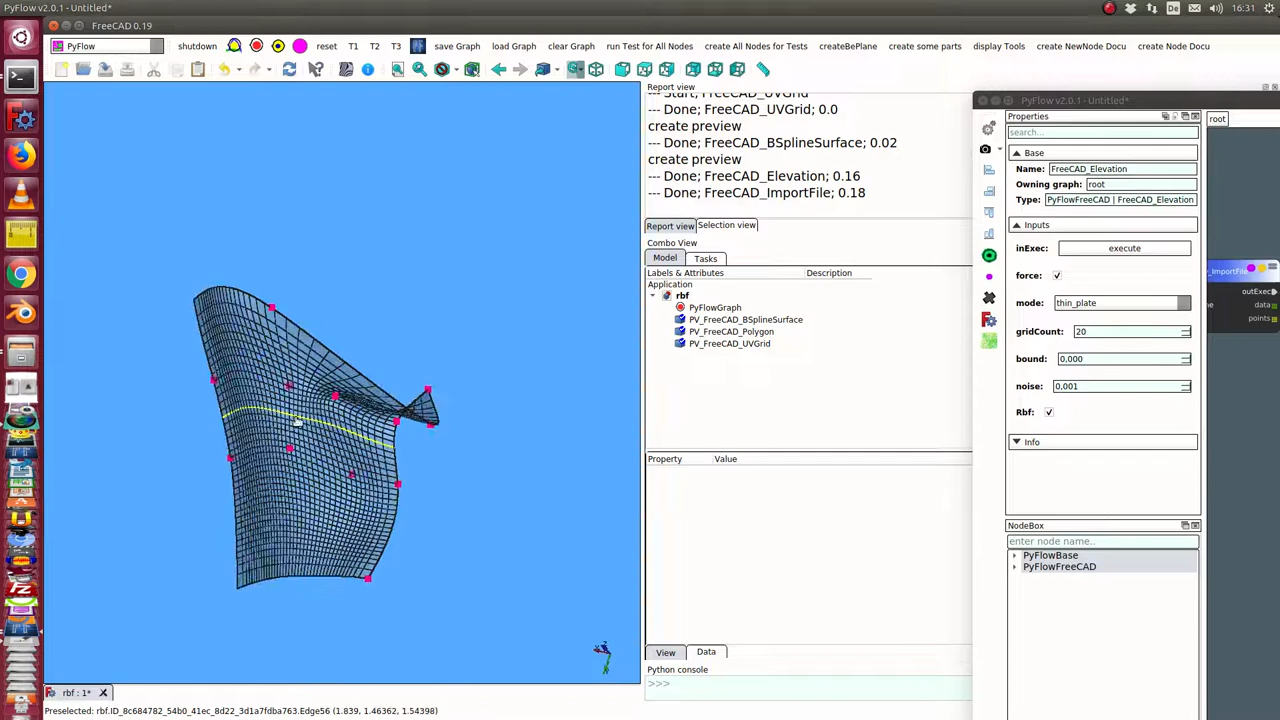 PyFlow v2.0.1 - Untitled*
De
16:31
FreeCAD 0.19
PyFlow
shutdown
reset
T1
T2
T3
save Graph
load Graph
clear Graph
run Test for All Nodes
create All Nodes for Tests
createBePlane
create some parts
display Tools
create NewNode Docu
create Node Docu
Report view
--- Start; FreeCAD_UVGrid
--- Done; FreeCAD_UVGrid; 0.0
create preview
--- Done; FreeCAD_BSplineSurface; 0.02
create preview
--- Done; FreeCAD_Elevation; 0.16
--- Done; FreeCAD_ImportFile; 0.18
Report view
Selection view
Combo View
Model
Tasks
Labels & Attributes
Description
Application
rbf
PyFlowGraph
PV_FreeCAD_BSplineSurface
PV_FreeCAD_Polygon
PV_FreeCAD_UVGrid
Property
Value
View
Data
Python console
>>>
PyFlow v2.0.1 - Untitled*
Properties
root
search...
Base
Name: FreeCAD_Elevation
Owning graph: root
Type: PyFlowFreeCAD | FreeCAD_Elevation
Inputs
inExec: execute
force:
mode: thin_plate
gridCount: 20
bound: 0,000
noise: 0,001
Rbf:
Info
_ImportFile
outExec
data
points
NodeBox
enter node name..
PyFlowBase
PyFlowFreeCAD
rbf : 1*
Preselected: rbf.ID_8c684782_54b0_41ec_8d22_3d1a7fdba763.Edge56 (1.839, 1.46362, 1.54398)